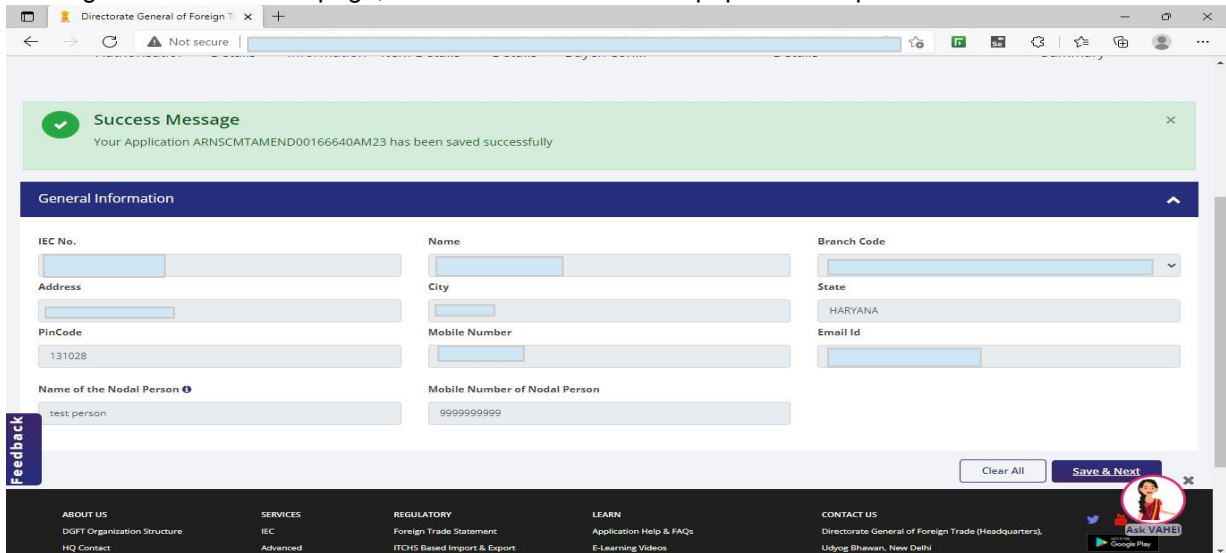 Directorate General of Foreign Tr
Not secure
Success Message
Your Application ARNSCMTAMEND00166640AM23 has been saved successfully
General Information
IEC No. Name Branch Code
Address City State
HARYANA
PinCode Mobile Number Email Id
131028
Name of the Nodal Person Mobile Number of Nodal Person
test person 9999999999
Feedback
Clear All Save & Next
ABOUT US SERVICES REGULATORY LEARN CONTACT US
DGFT Organization Structure IEC Foreign Trade Statement Application Help & FAQs Directorate General of Foreign Trade (Headquarters),
HQ Contact Advanced ITCHS Based Import & Export E-Learning Videos Udyog Bhawan, New Delhi
Ask VAHEI
Google Play